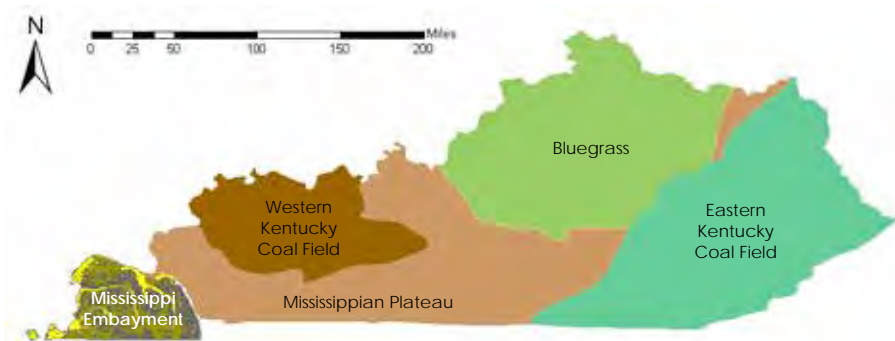 N
Miles
0 25 50 100 150 200
Bluegrass
Western
Kentucky
Coal Field
Eastern
Kentucky
Coal Field
Mississippi
Embayment
Mississippian Plateau